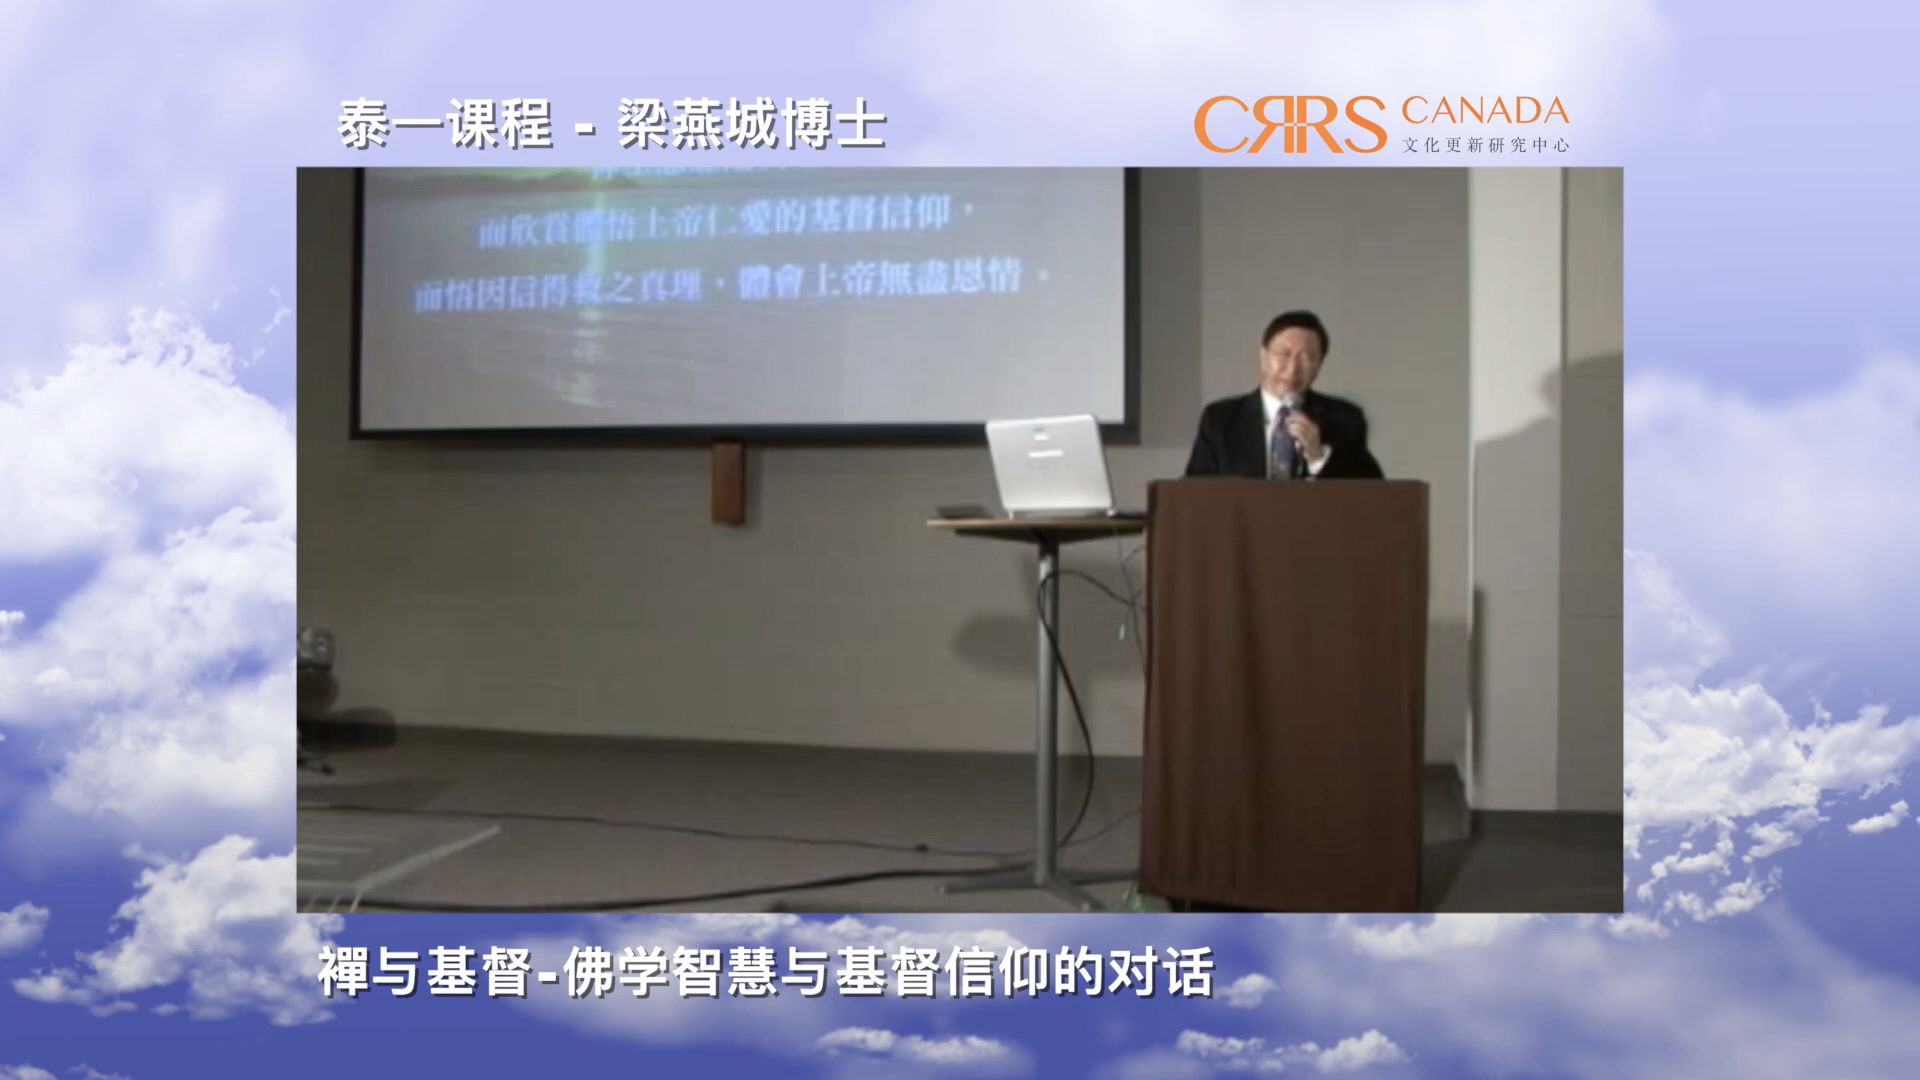 泰一课程 - 梁燕城博士
CRRS CANADA
文化更新研究中心
而欣賞體悟上帝仁愛的基督信仰，
而悟因信得救之真理，體會上帝無盡恩情。
禪与基督-佛学智慧与基督信仰的对话